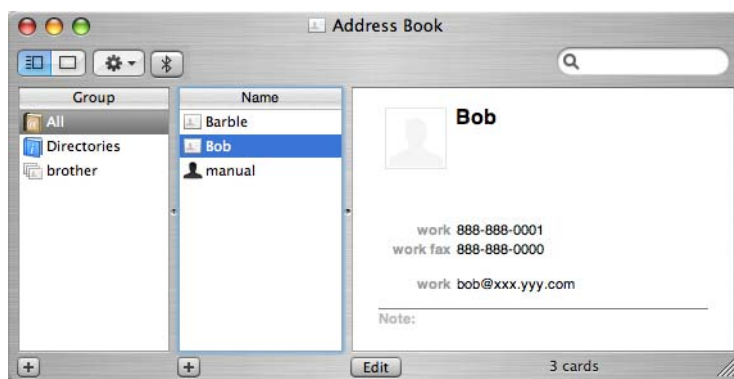 Address Book
Group
All
Directories
brother
Name
Barble
Bob
manual
Bob
work 888-888-0001
work fax 888-888-0000
work bob@xxx.yyy.com
Note:
Edit
3 cards